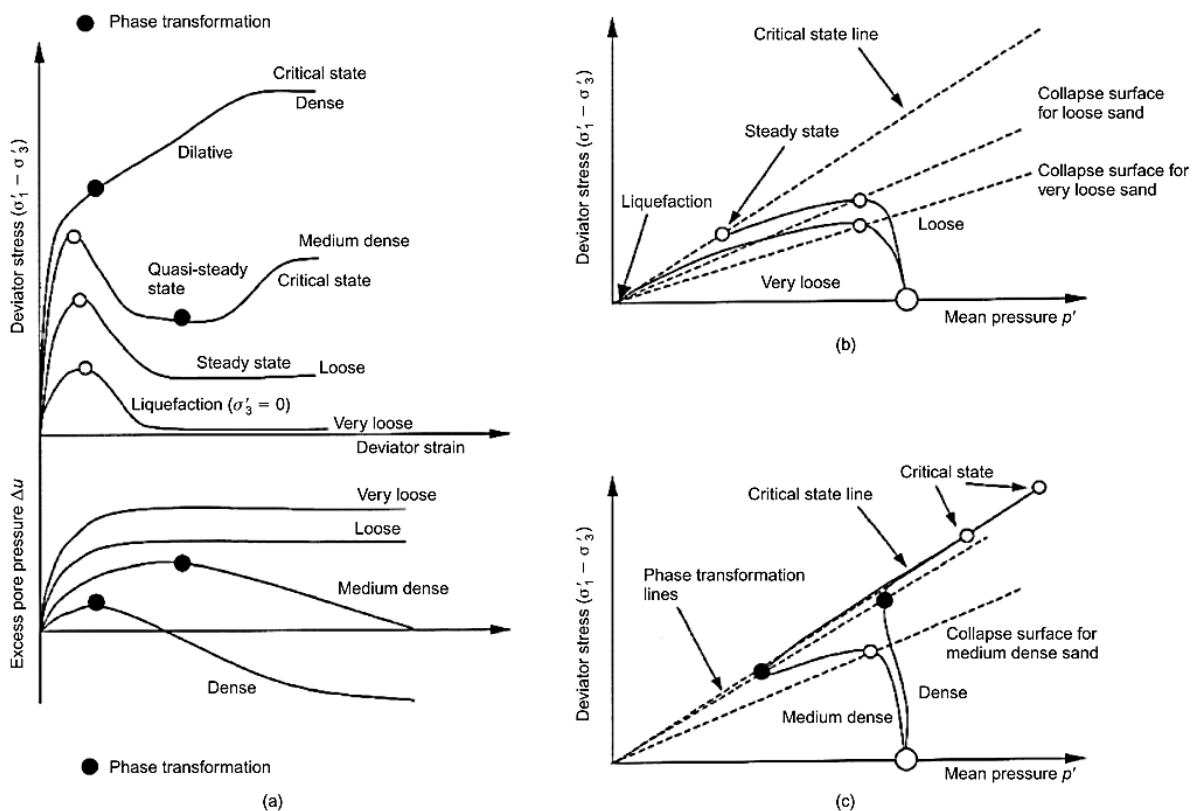 Phase transformation
Deviator stress (σ′1 − σ′3)
Critical state
Dense
Dilative
Medium dense
Quasi-steady
state
Critical state
Steady state
Loose
Liquefaction (σ′3 = 0)
Very loose
Deviator strain
Excess pore pressure Δu
Very loose
Loose
Medium dense
Dense
Phase transformation
(a)
Deviator stress (σ′1 − σ′3)
Critical state line
Collapse surface
for loose sand
Steady state
Collapse surface for
very loose sand
Liquefaction
Loose
Very loose
Mean pressure p′
(b)
Deviator stress (σ′1 − σ′3)
Critical state
Critical state line
Phase transformation
lines
Collapse surface for
medium dense sand
Dense
Medium dense
Mean pressure p′
(c)